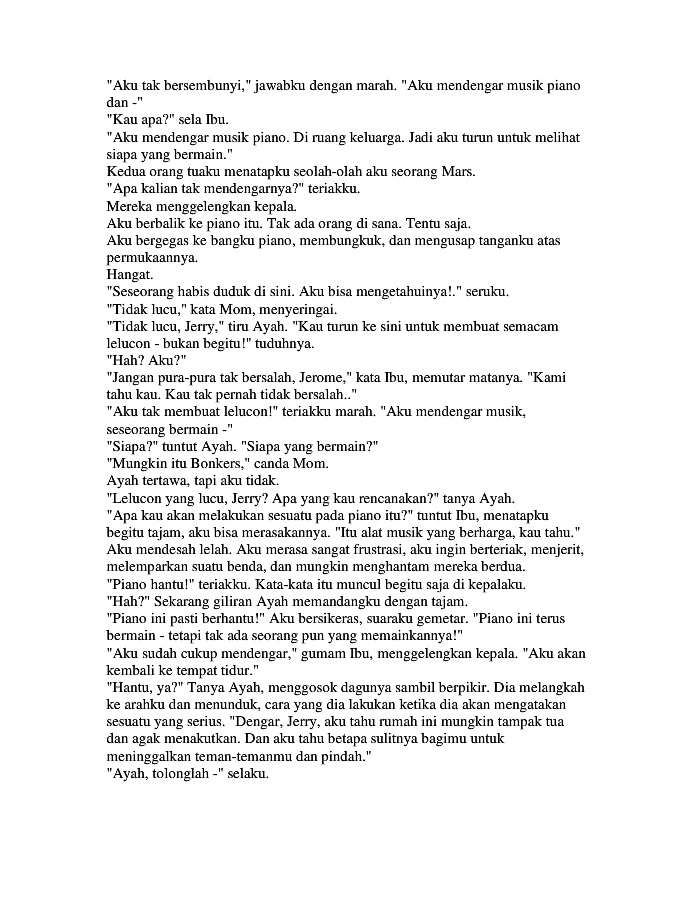 "Aku tak bersembunyi," jawabku dengan marah. "Aku mendengar musik piano
dan -"
"Kau apa?" sela Ibu.
"Aku mendengar musik piano. Di ruang keluarga. Jadi aku turun untuk melihat
siapa yang bermain."
Kedua orang tuaku menatapku seolah-olah aku seorang Mars.
"Apa kalian tak mendengarnya?" teriakku.
Mereka menggelengkan kepala.
Aku berbalik ke piano itu. Tak ada orang di sana. Tentu saja.
Aku bergegas ke bangku piano, membungkuk, dan mengusap tanganku atas
permukaannya.
Hangat.
"Seseorang habis duduk di sini. Aku bisa mengetahuinya!." seruku.
"Tidak lucu," kata Mom, menyeringai.
"Tidak lucu, Jerry," tiru Ayah. "Kau turun ke sini untuk membuat semacam
lelucon - bukan begitu!" tuduhnya.
"Hah? Aku?"
"Jangan pura-pura tak bersalah, Jerome," kata Ibu, memutar matanya. "Kami
tahu kau. Kau tak pernah tidak bersalah.."
"Aku tak membuat lelucon!" teriakku marah. "Aku mendengar musik,
seseorang bermain -"
"Siapa?" tuntut Ayah. "Siapa yang bermain?"
"Mungkin itu Bonkers," canda Mom.
Ayah tertawa, tapi aku tidak.
"Lelucon yang lucu, Jerry? Apa yang kau rencanakan?" tanya Ayah.
"Apa kau akan melakukan sesuatu pada piano itu?" tuntut Ibu, menatapku
begitu tajam, aku bisa merasakannya. "Itu alat musik yang berharga, kau tahu."
Aku mendesah lelah. Aku merasa sangat frustrasi, aku ingin berteriak, menjerit,
melemparkan suatu benda, dan mungkin menghantam mereka berdua.
"Piano hantu!" teriakku. Kata-kata itu muncul begitu saja di kepalaku.
"Hah?" Sekarang giliran Ayah memandangku dengan tajam.
"Piano ini pasti berhantu!" Aku bersikeras, suaraku gemetar. "Piano ini terus
bermain - tetapi tak ada seorang pun yang memainkannya!"
"Aku sudah cukup mendengar," gumam Ibu, menggelengkan kepala. "Aku akan
kembali ke tempat tidur."
"Hantu, ya?" Tanya Ayah, menggosok dagunya sambil berpikir. Dia melangkah
ke arahku dan menunduk, cara yang dia lakukan ketika dia akan mengatakan
sesuatu yang serius. "Dengar, Jerry, aku tahu rumah ini mungkin tampak tua
dan agak menakutkan. Dan aku tahu betapa sulitnya bagimu untuk
meninggalkan teman-temanmu dan pindah."
"Ayah, tolonglah -" selaku.